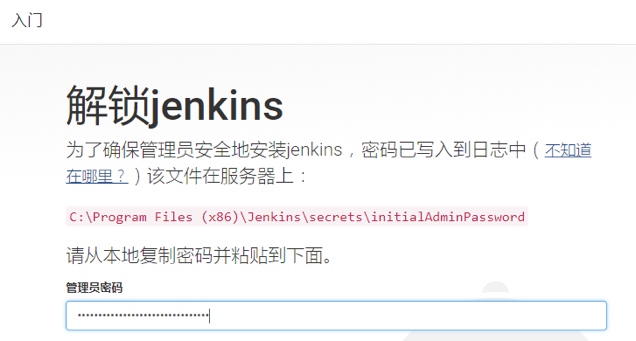 入门
解锁jenkins
为了确保管理员安全地安装jenkins，密码已写入到日志中（不知道
在哪里？）该文件在服务器上：
C:\Program Files (x86)\Jenkins\secrets\initialAdminPassword
请从本地复制密码并粘贴到下面。
管理员密码